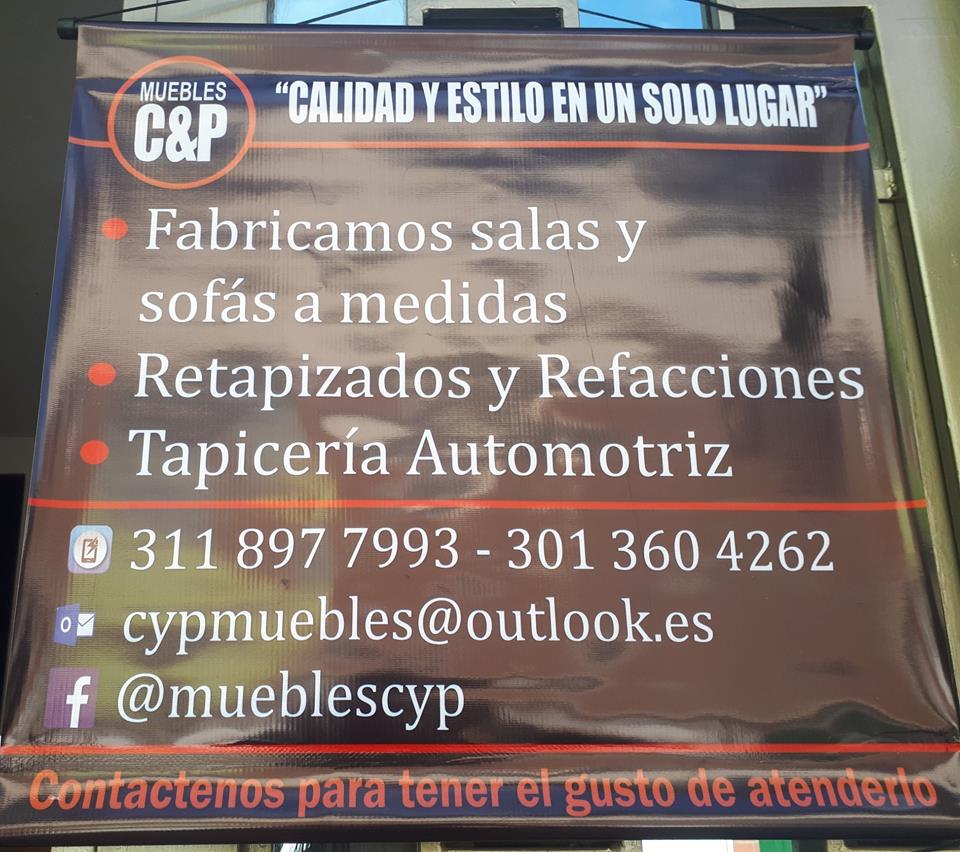 MUEBLES
C&P
“CALIDAD Y ESTILO EN UN SOLO LUGAR”
• Fabricamos salas y
sofás a medidas
• Retapizados y Refacciones
• Tapicería Automotriz
311 897 7993 - 301 360 4262
cypmuebles@outlook.es
@mueblescyp
Contactenos para tener el gusto de atenderlo